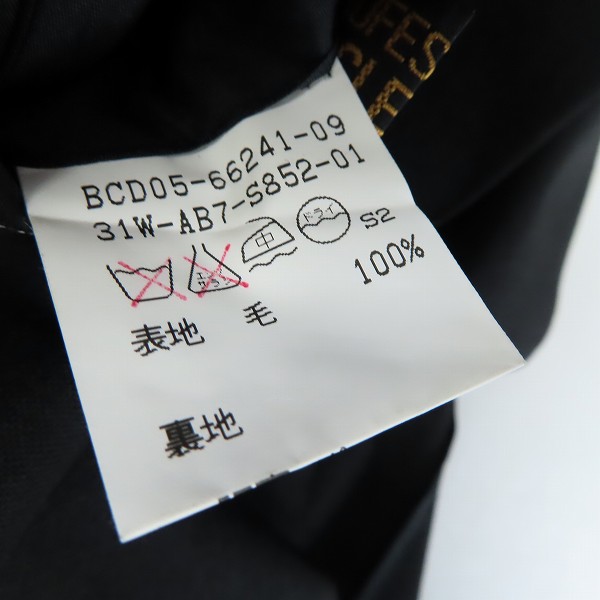 BCD05-66241-09
31W-AB7-S852-01
中 ドライ S2
表地 毛 100%
裏地